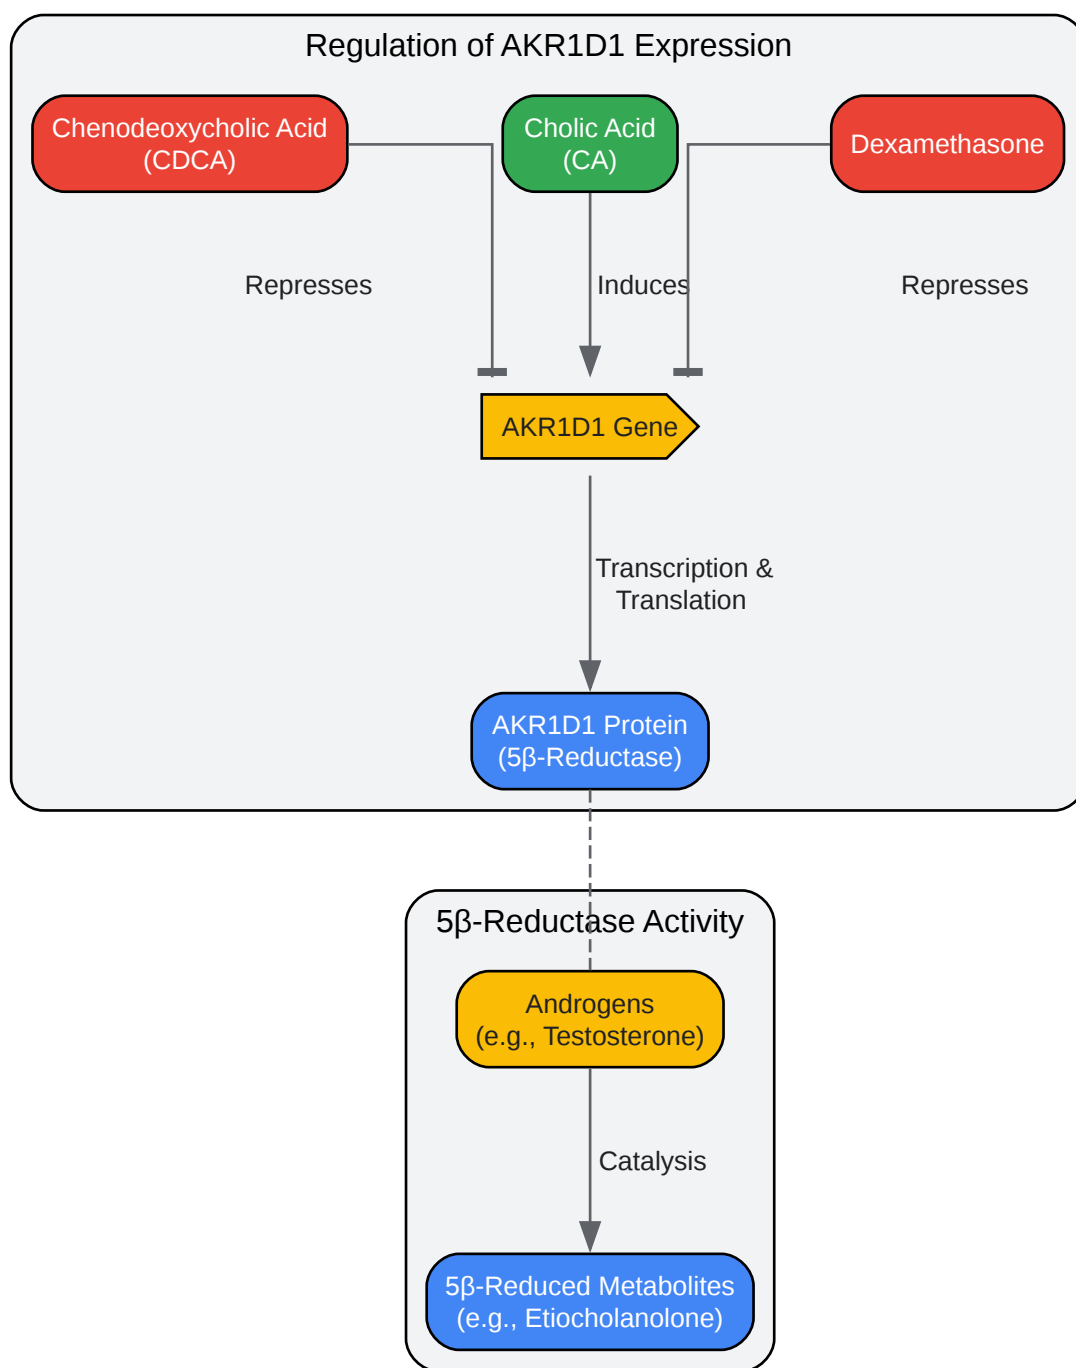 Regulation of AKR1D1 Expression
Chenodeoxycholic Acid
(CDCA)
Cholic Acid
(CA)
Dexamethasone
Represses
Induces
Represses
AKR1D1 Gene
Transcription &
Translation
AKR1D1 Protein
(5β-Reductase)
5β-Reductase Activity
Androgens
(e.g., Testosterone)
Catalysis
5β-Reduced Metabolites
(e.g., Etiocholanolone)